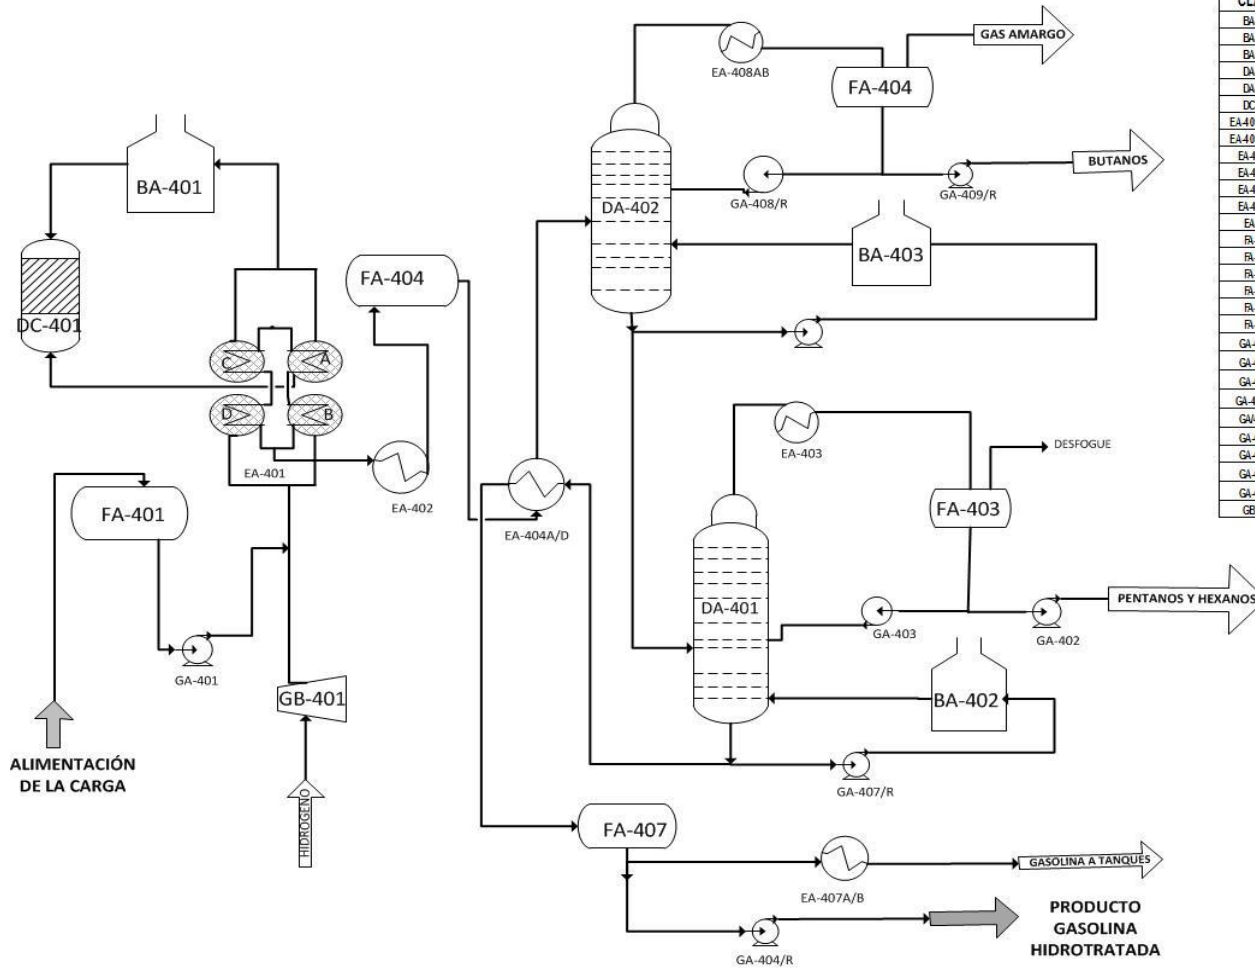 GAS AMARGO
EA-408AB
FA-404
BUTANOS
BA-401
DA-402
GA-408/R
GA-409/R
BA-403
FA-404
DC-401
C
A
D
B
EA-401
EA-402
EA-403
DESFOGUE
FA-401
EA-404A/D
FA-403
DA-401
GA-403
GA-402
PENTANOS Y HEXANOS
GA-401
GB-401
BA-402
ALIMENTACIÓN
DE LA CARGA
HIDROGENO
GA-407/R
FA-407
GASOLINA A TANQUES
EA-407A/B
PRODUCTO
GASOLINA
HIDROTRATADA
GA-404/R